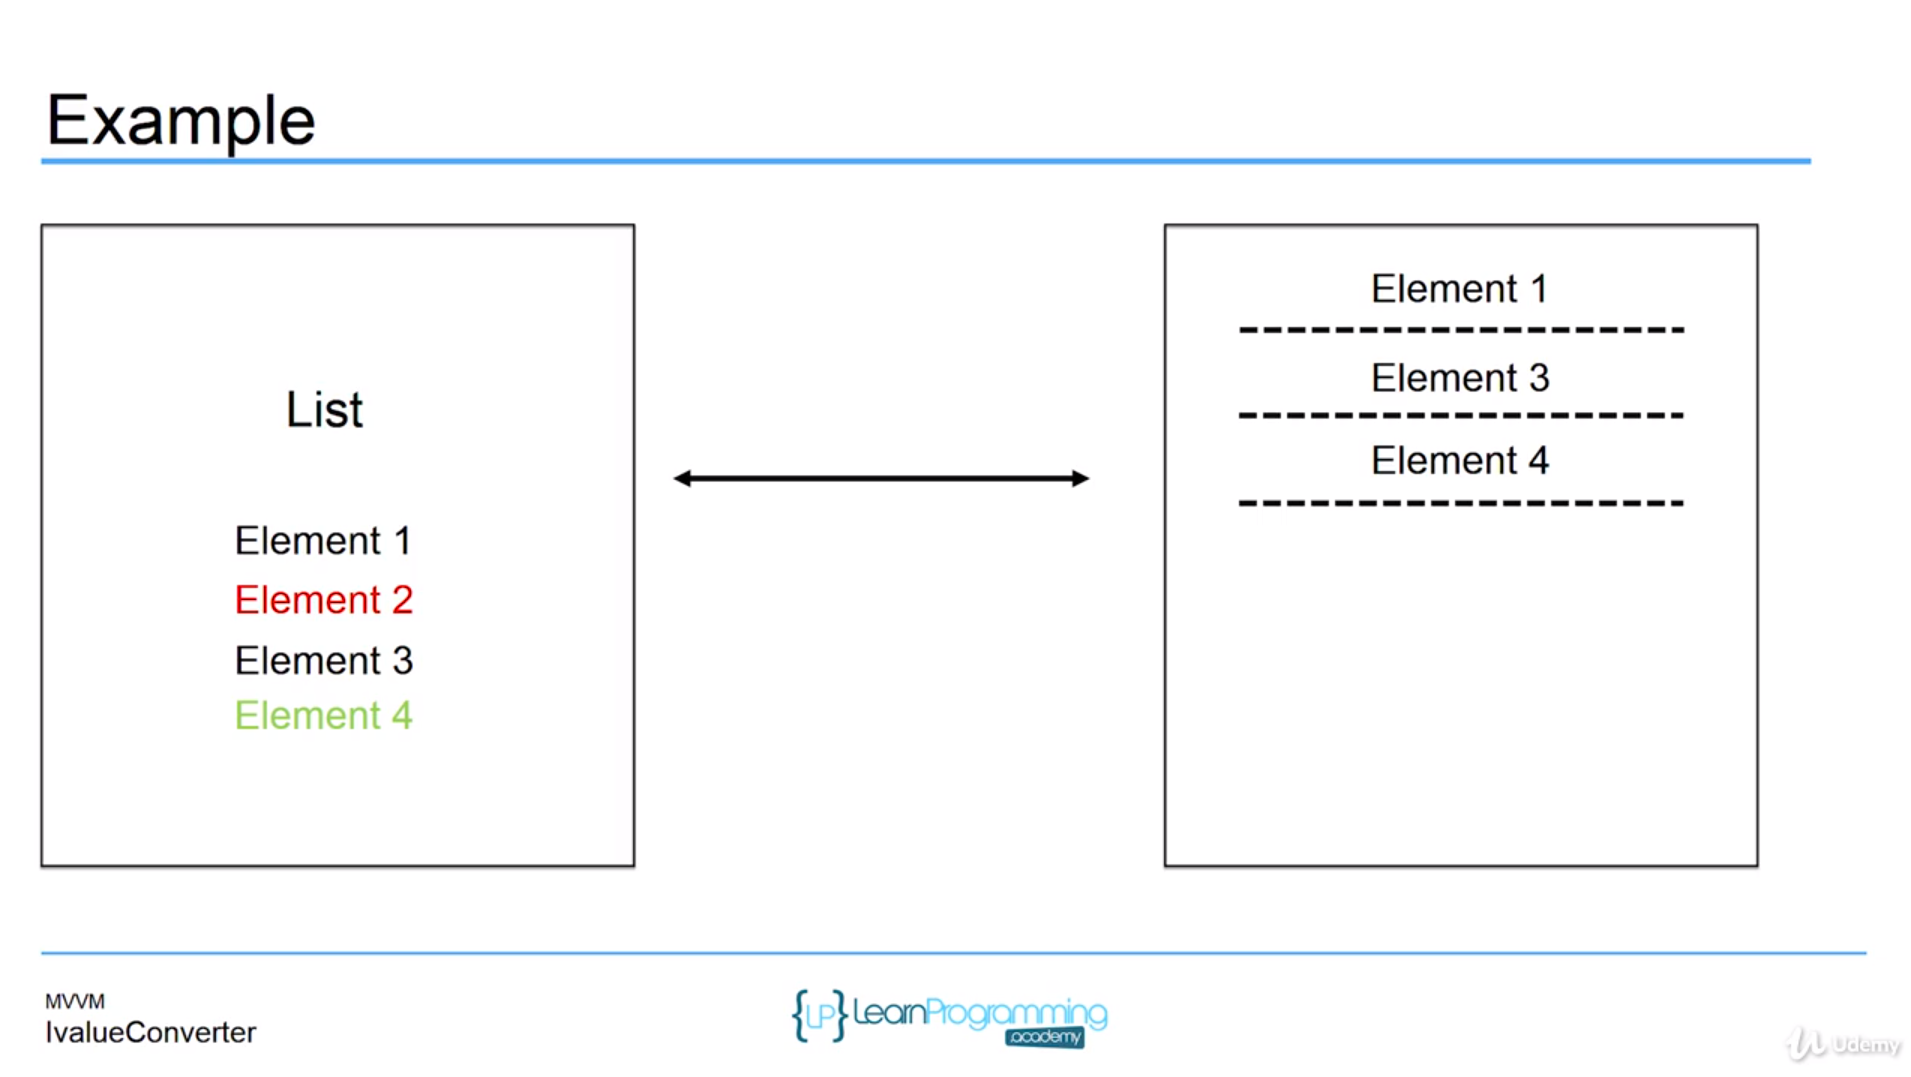 Example
List
Element 1
Element 2
Element 3
Element 4
Element 1
Element 3
Element 4
MVVM
IvalueConverter
{LP} LearnProgramming
.academy
Udemy